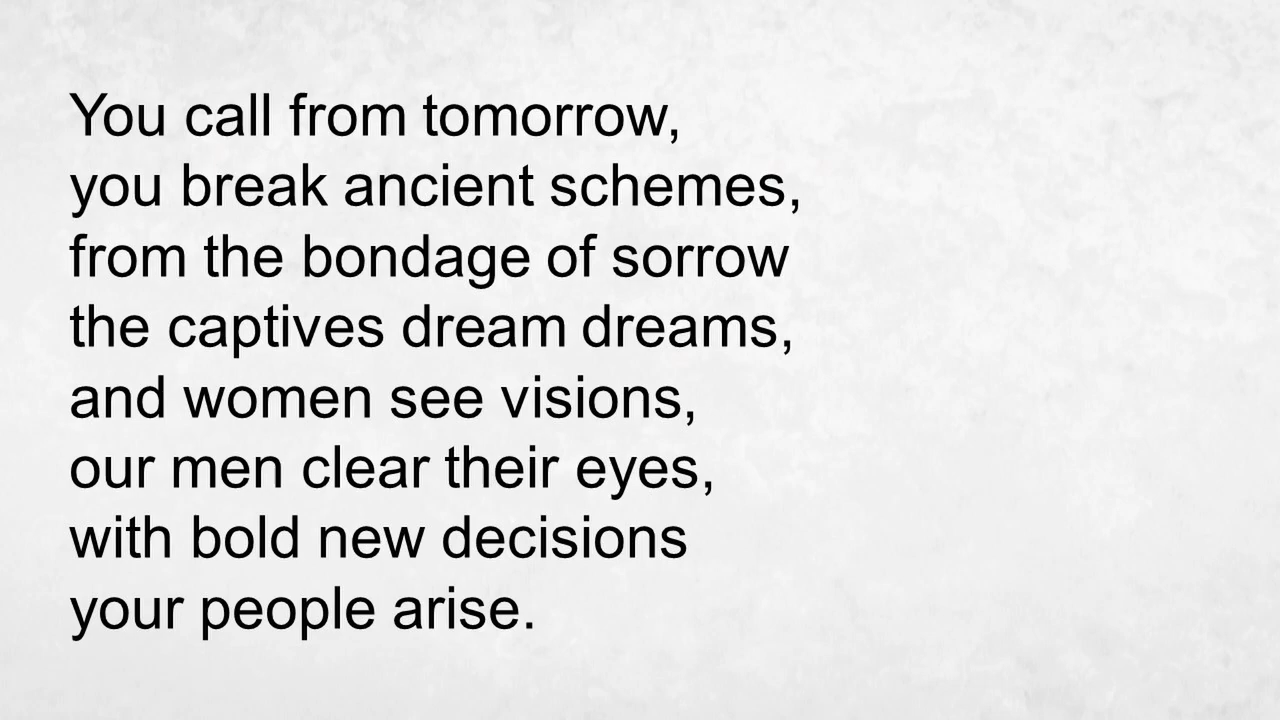 You call from tomorrow,
you break ancient schemes,
from the bondage of sorrow
the captives dream dreams,
and women see visions,
our men clear their eyes,
with bold new decisions
your people arise.